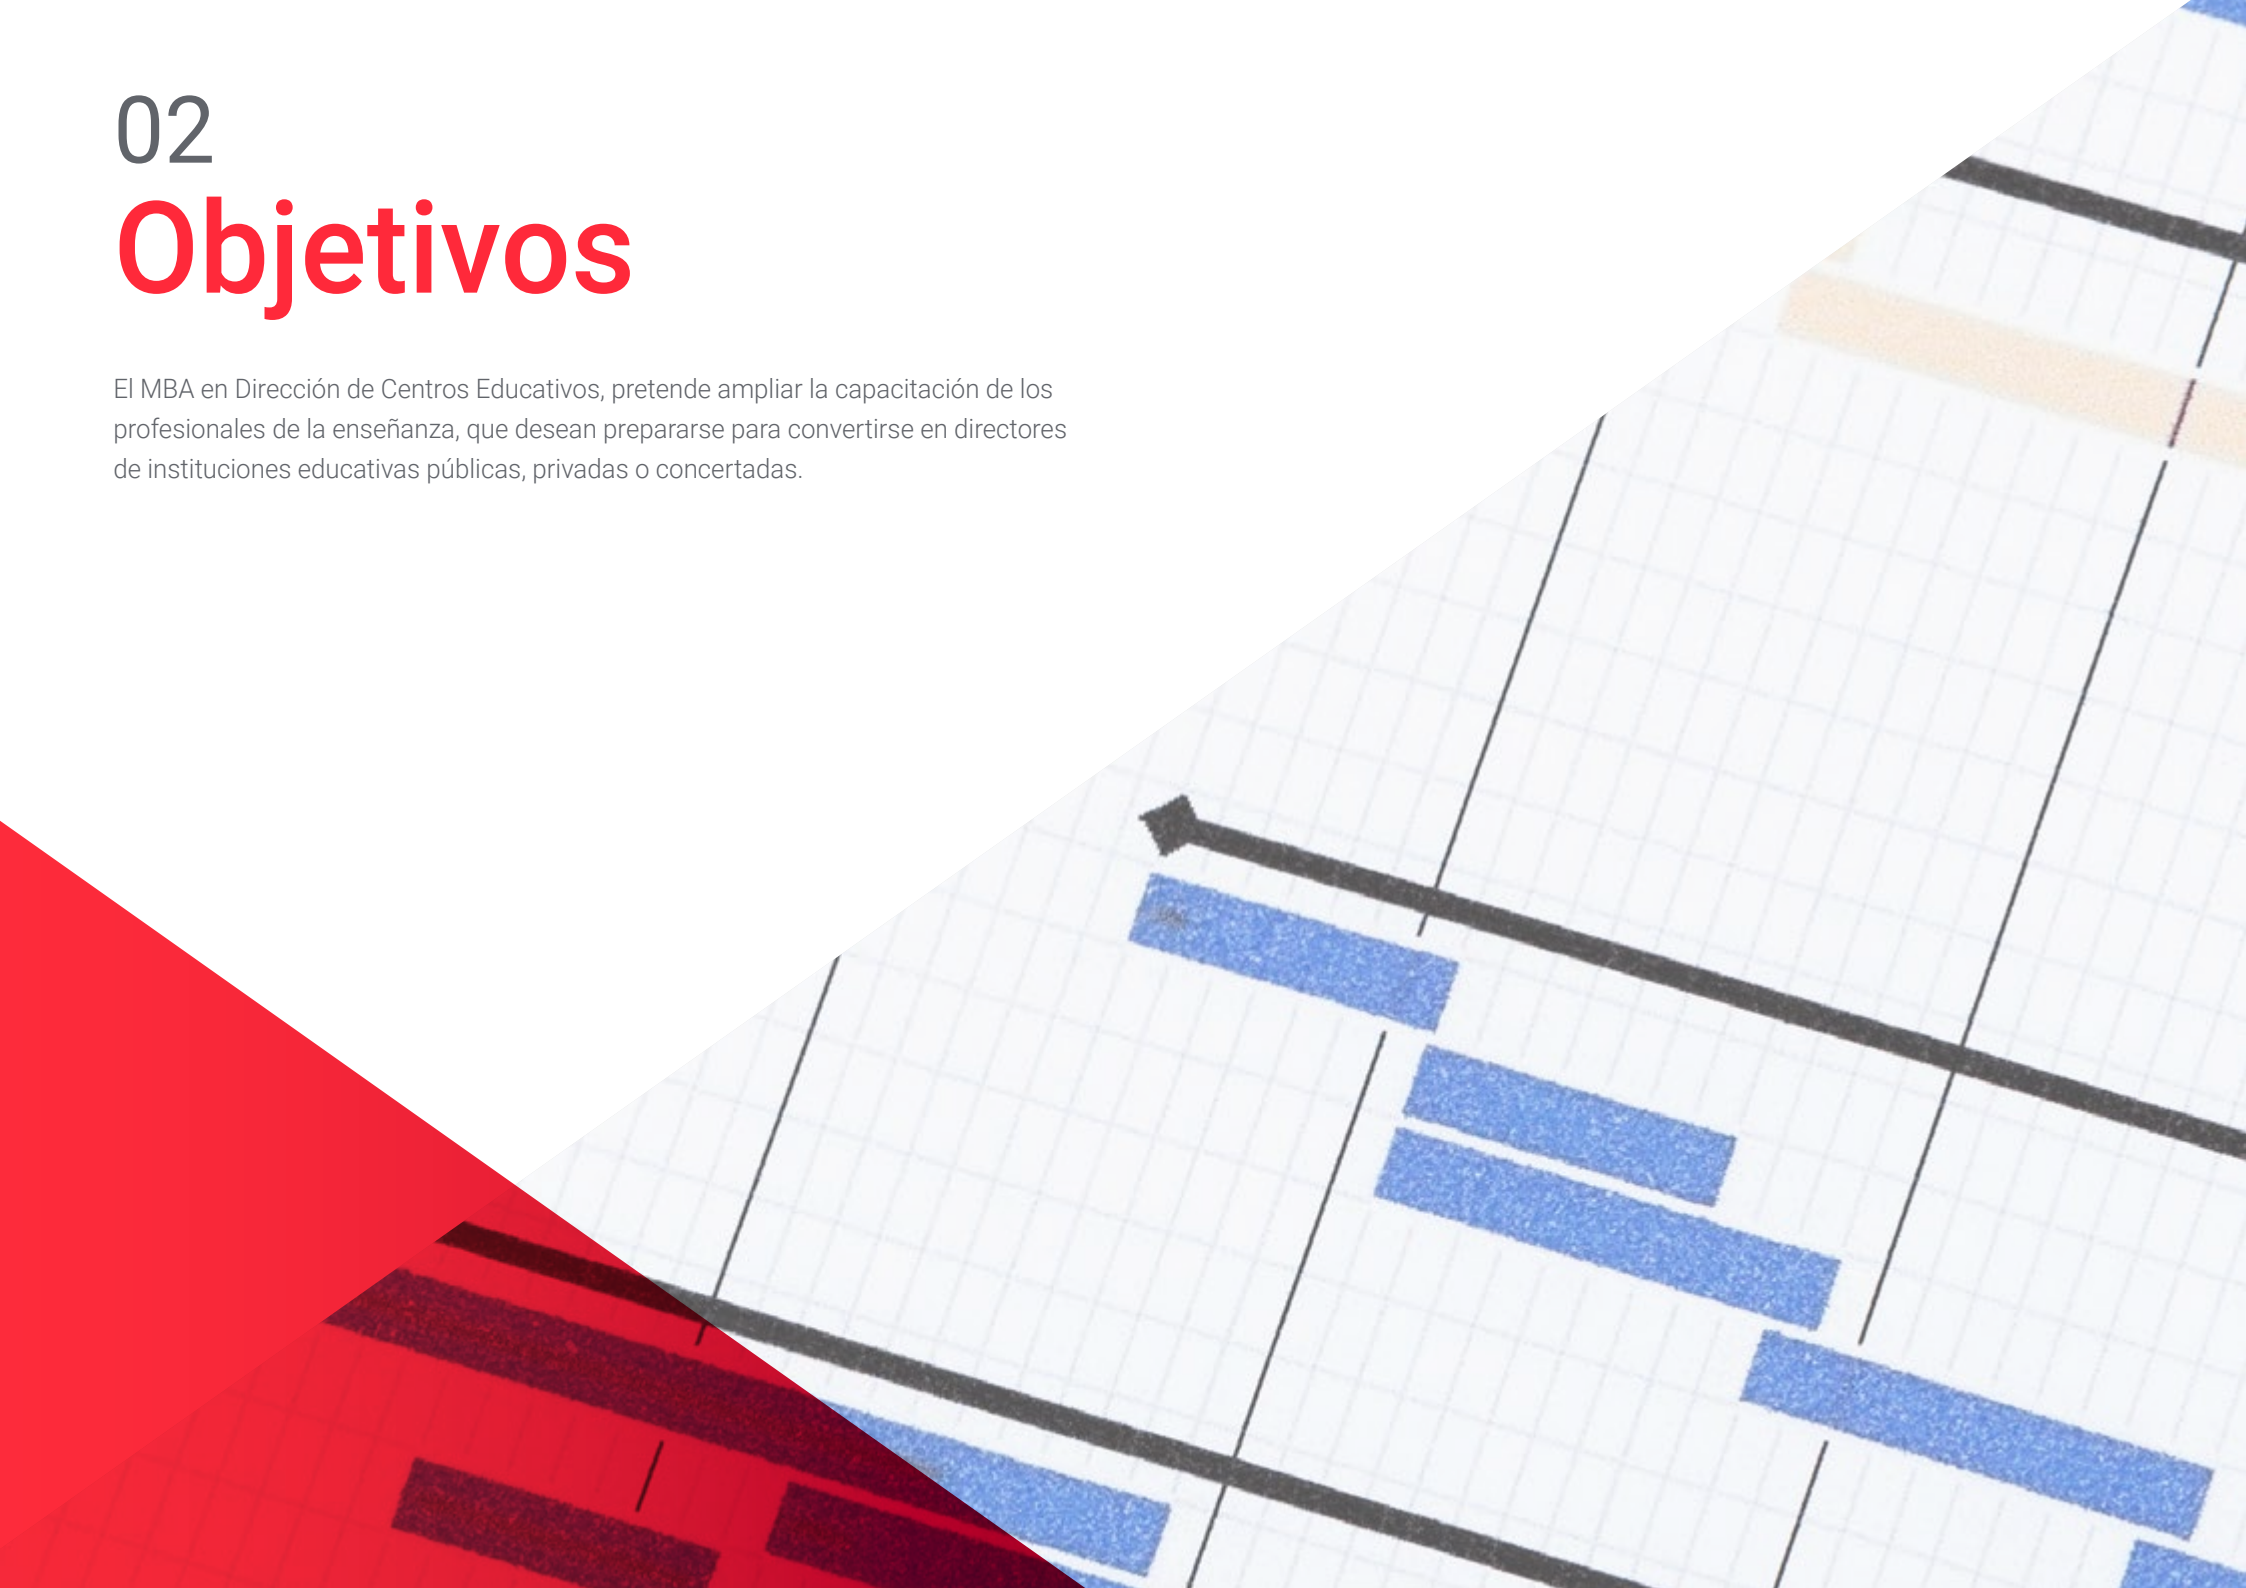 02
Objetivos
El MBA en Dirección de Centros Educativos, pretende ampliar la capacitación de los
profesionales de la enseñanza, que desean prepararse para convertirse en directores
de instituciones educativas públicas, privadas o concertadas.